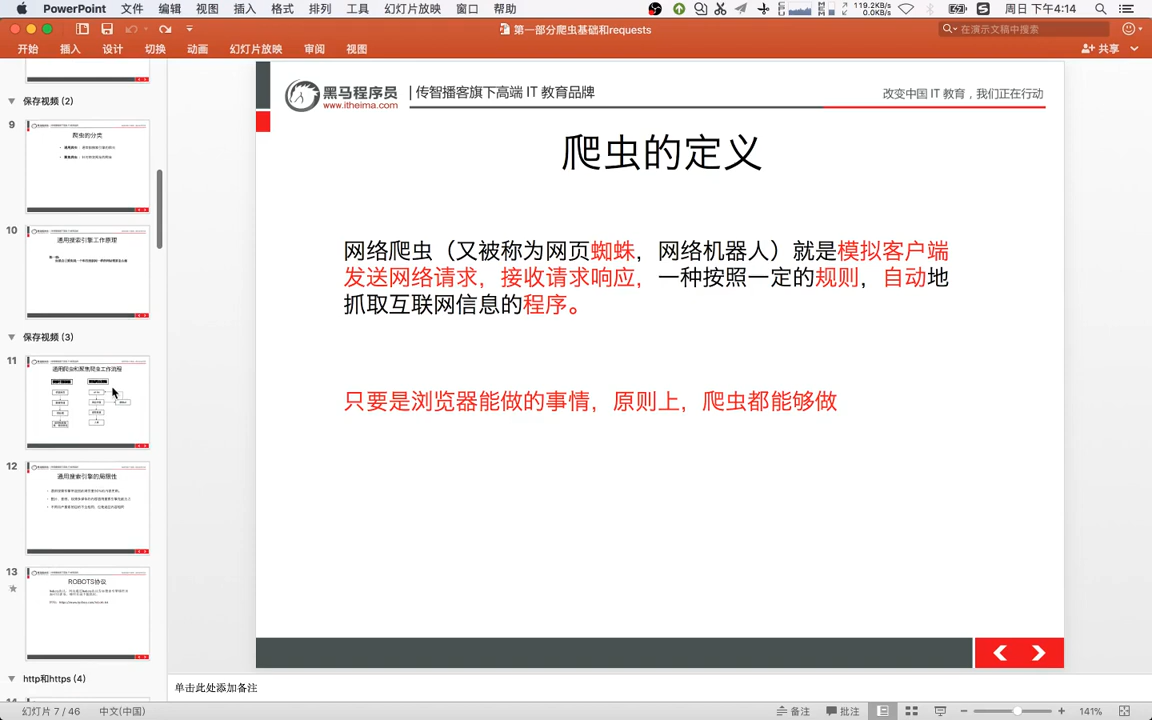 PowerPoint 文件 编辑 视图 插入 格式 排列 工具 幻灯片放映 窗口 帮助 119.2KB/s 0.0KB/s 周日 下午4:14
第一部分爬虫基础和requests
在演示文稿中搜索
开始 插入 设计 切换 动画 幻灯片放映 审阅 视图 共享
保存视频 (2)
9
爬虫的分类
10
通用搜索引擎工作原理
保存视频 (3)
11
通用爬虫和聚焦爬虫工作流程
12
通用搜索引擎的局限性
13
ROBOTS协议
http和https (4)
黑马程序员
www.itheima.com
传智播客旗下高端 IT 教育品牌
改变中国 IT 教育，我们正在行动
爬虫的定义
网络爬虫（又被称为网页蜘蛛，网络机器人）就是模拟客户端
发送网络请求，接收请求响应，一种按照一定的规则，自动地
抓取互联网信息的程序。
只要是浏览器能做的事情，原则上，爬虫都能够做
单击此处添加备注
幻灯片 7 / 46 中文(中国) 备注 批注 141%